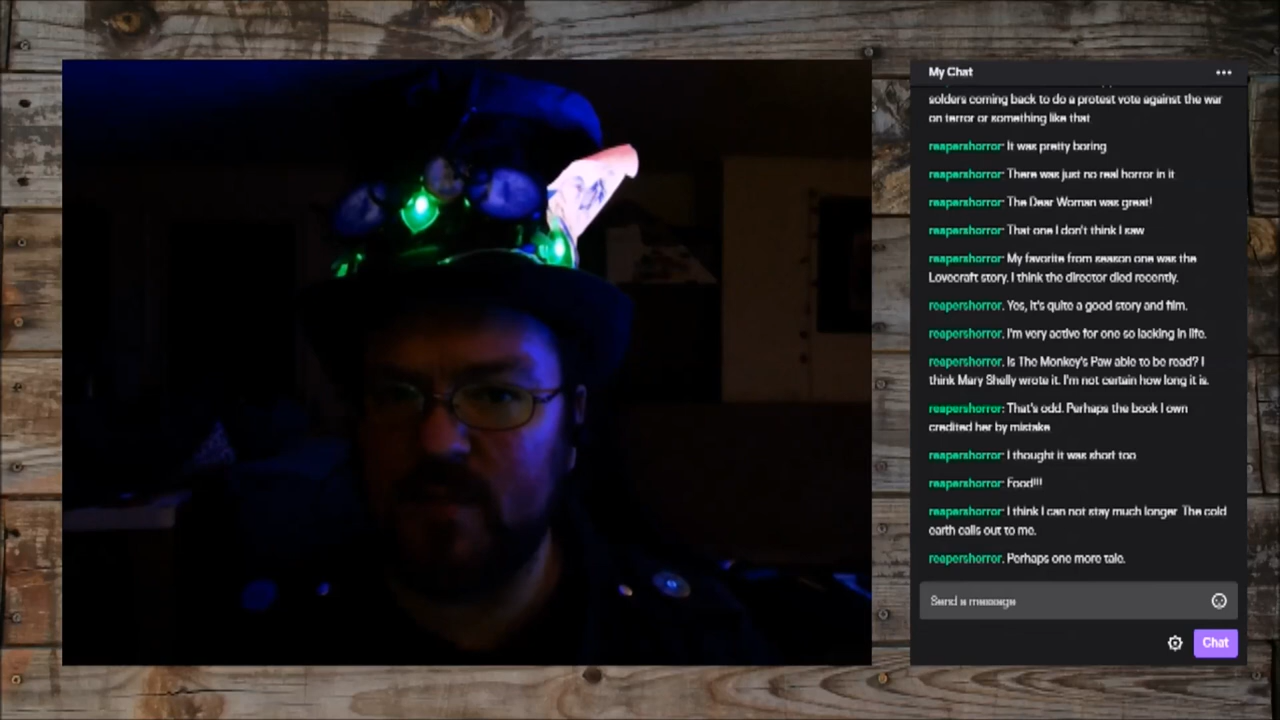 My Chat
solders coming back to do a protest vote against the war
on terror or something like that
reapershorror: It was pretty boring
reapershorror: There was just no real horror in it
reapershorror: The Dear Woman was great!
reapershorror: That one I don't think I saw
reapershorror: My favorite from season one was the
Lovecraft story. I think the director died recently.
reapershorror: Yes, it's quite a good story and film.
reapershorror: I'm very active for one so lacking in life.
reapershorror: Is The Monkey's Paw able to be read? I
think Mary Shelly wrote it. I'm not certain how long it is.
reapershorror: That's odd. Perhaps the book I own
credited her by mistake
reapershorror: I thought it was short too
reapershorror: Food!!!
reapershorror: I think I can not stay much longer. The cold
earth calls out to me.
reapershorror: Perhaps one more tale.
Send a message
Chat